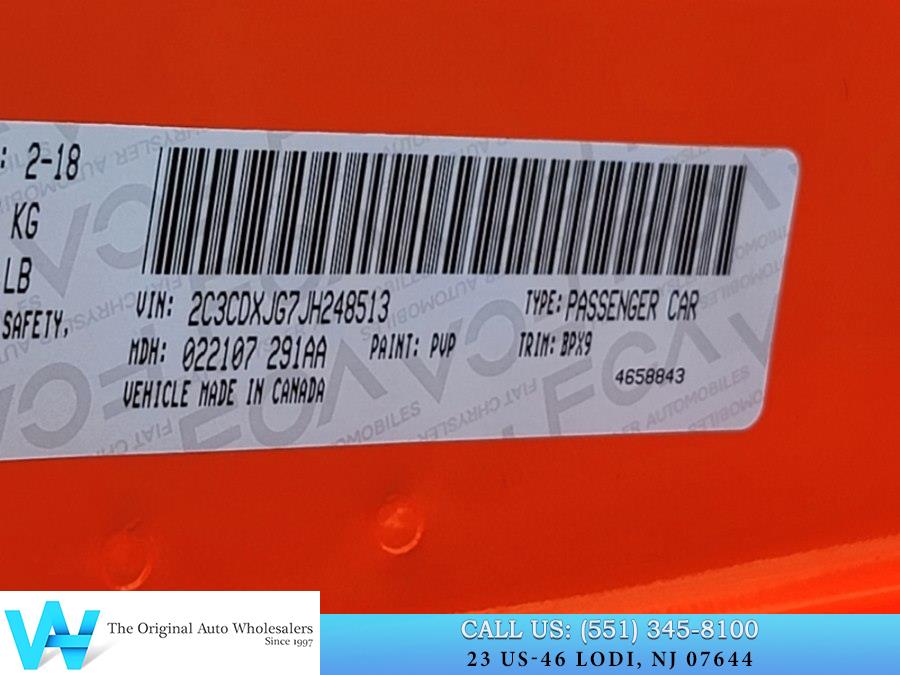 : 2-18
KG
LB
SAFETY,
VIN: 2C3CDXJG7JH248513
TYPE: PASSENGER CAR
MDH: 022107 291AA
PAINT: PVP
TRIM: BPX9
VEHICLE MADE IN CANADA
4658843
FIAT CHRYSLER AUTOMOBILES
The Original Auto Wholesalers
Since 1997
CALL US: (551) 345-8100
23 US-46 LODI, NJ 07644